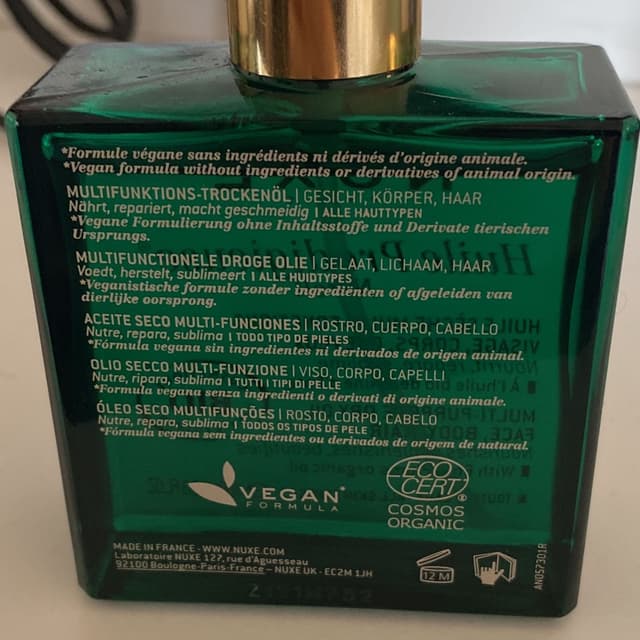 *Formule végane sans ingrédients ni dérivés d'origine animale.
*Vegan formula without ingredients or derivatives of animal origin.
MULTIFUNKTIONS-TROCKENÖL | GESICHT, KÖRPER, HAAR
Nährt, repariert, macht geschmeidig | ALLE HAUTTYPEN
*Vegane Formulierung ohne Inhaltsstoffe und Derivate tierischen
Ursprungs.
MULTIFUNCTIONELE DROGE OLIE | GELAAT, LICHAAM, HAAR
Voedt, herstelt, sublimeert | ALLE HUIDTYPES
*Veganistische formule zonder ingrediënten of afgeleiden van
dierlijke oorsprong.
ACEITE SECO MULTI-FUNCIONES | ROSTRO, CUERPO, CABELLO
Nutre, repara, sublima | TODO TIPO DE PIELES
*Fórmula vegana sin ingredientes ni derivados de origen animal.
OLIO SECCO MULTI-FUNZIONE | VISO, CORPO, CAPELLI
Nutre, ripara, sublima | TUTTI I TIPI DI PELLE
*Formula vegana senza ingredienti o derivati di origine animale.
ÓLEO SECO MULTIFUNÇÕES | ROSTO, CORPO, CABELO
Nutre, repara, sublima | TODOS OS TIPOS DE PELE
*Fórmula vegana sem ingredientes ou derivados de origem de natural.
VEGAN*
FORMULA
ECO
CERT®
COSMOS
ORGANIC
MADE IN FRANCE - WWW.NUXE.COM
Laboratoire NUXE 127, rue d'Aguesseau
92100 Boulogne-Paris-France – NUXE UK - EC2M 1JH
12 M
AN057301R